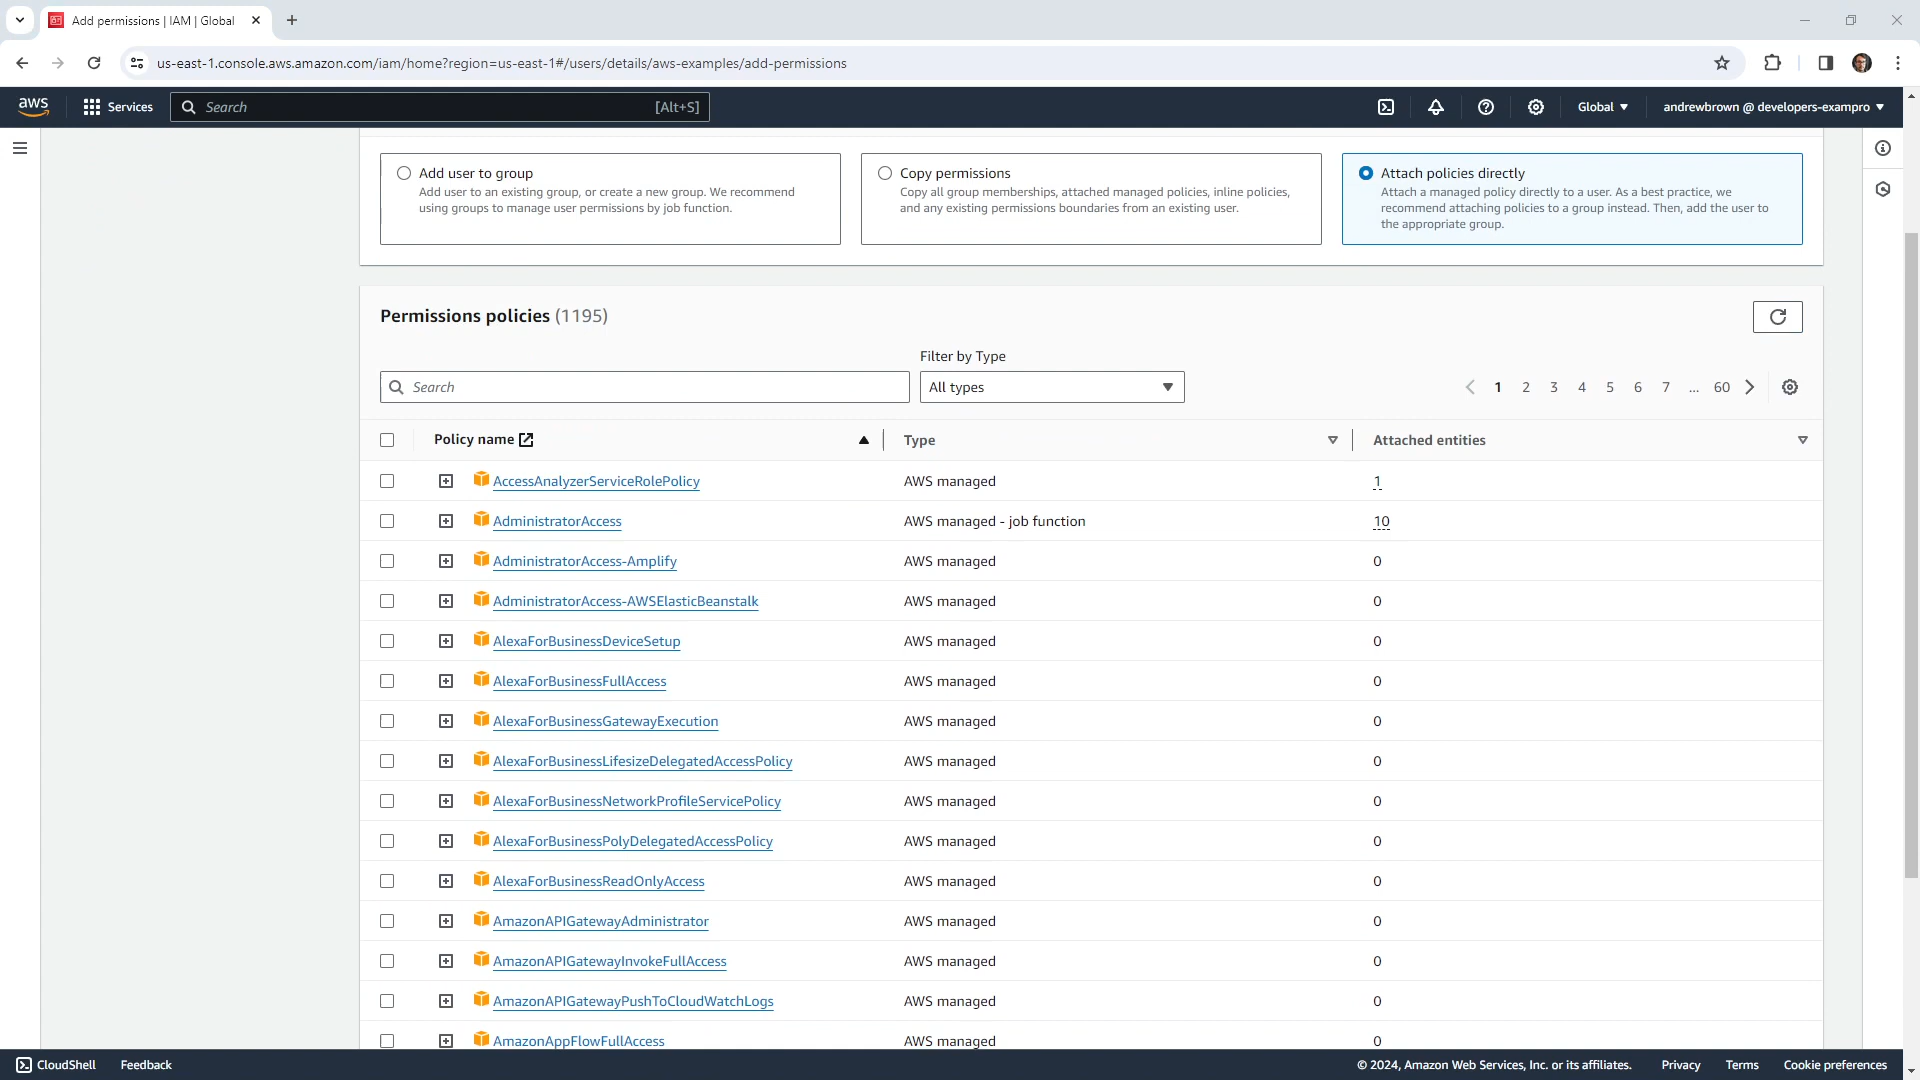 Add permissions | IAM | Global
us-east-1.console.aws.amazon.com/iam/home?region=us-east-1#/users/details/aws-examples/add-permissions
aws
Services
Search
[Alt+S]
Global
andrewbrown @ developers-exampro
Add user to group
Add user to an existing group, or create a new group. We recommend
using groups to manage user permissions by job function.
Copy permissions
Copy all group memberships, attached managed policies, inline policies,
and any existing permissions boundaries from an existing user.
Attach policies directly
Attach a managed policy directly to a user. As a best practice, we
recommend attaching policies to a group instead. Then, add the user to
the appropriate group.
Permissions policies (1195)
Filter by Type
Search
All types
1 2 3 4 5 6 7 ... 60
Policy name Type Attached entities
AccessAnalyzerServiceRolePolicy AWS managed 1
AdministratorAccess AWS managed - job function 10
AdministratorAccess-Amplify AWS managed 0
AdministratorAccess-AWSElasticBeanstalk AWS managed 0
AlexaForBusinessDeviceSetup AWS managed 0
AlexaForBusinessFullAccess AWS managed 0
AlexaForBusinessGatewayExecution AWS managed 0
AlexaForBusinessLifesizeDelegatedAccessPolicy AWS managed 0
AlexaForBusinessNetworkProfileServicePolicy AWS managed 0
AlexaForBusinessPolyDelegatedAccessPolicy AWS managed 0
AlexaForBusinessReadOnlyAccess AWS managed 0
AmazonAPIGatewayAdministrator AWS managed 0
AmazonAPIGatewayInvokeFullAccess AWS managed 0
AmazonAPIGatewayPushToCloudWatchLogs AWS managed 0
AmazonAppFlowFullAccess AWS managed 0
CloudShell
Feedback
© 2024, Amazon Web Services, Inc. or its affiliates.
Privacy
Terms
Cookie preferences